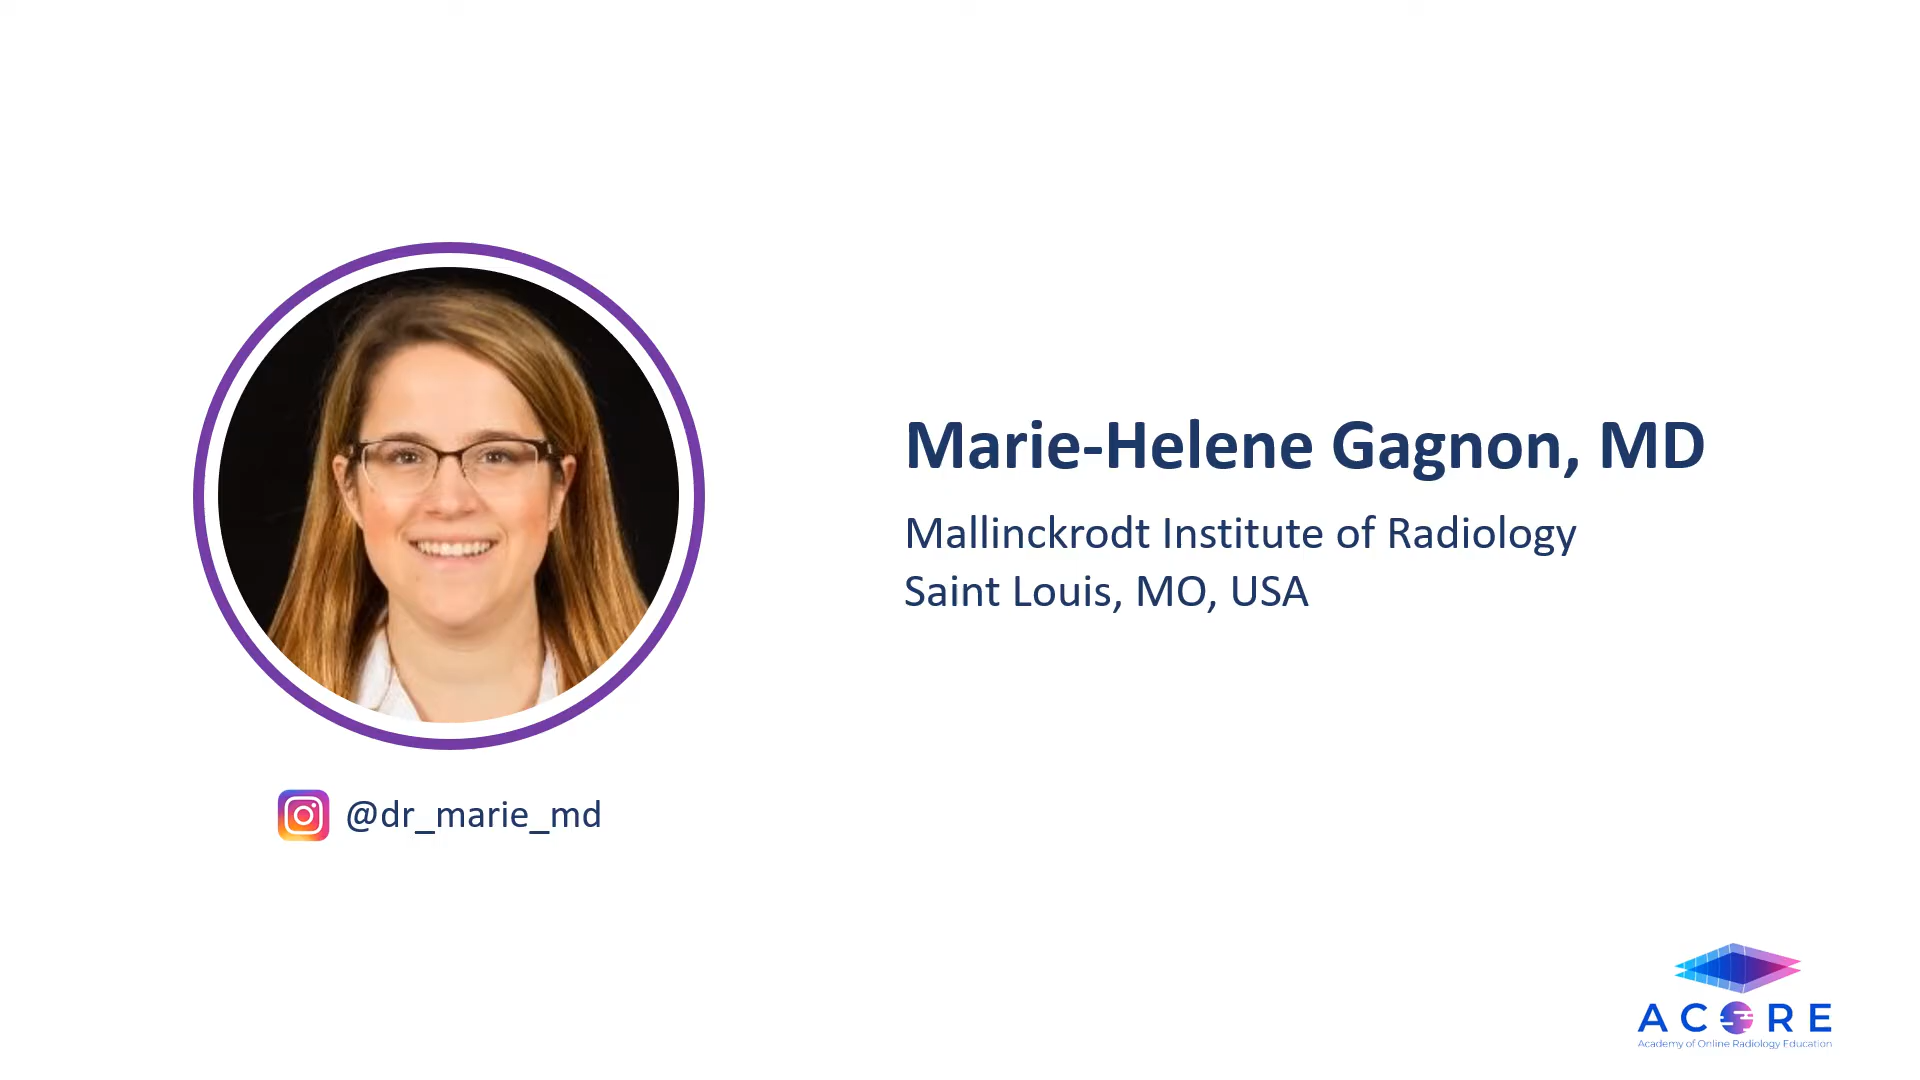 Marie-Helene Gagnon, MD
Mallinckrodt Institute of Radiology
Saint Louis, MO, USA
@dr_marie_md
ACORE
Academy of Online Radiology Education